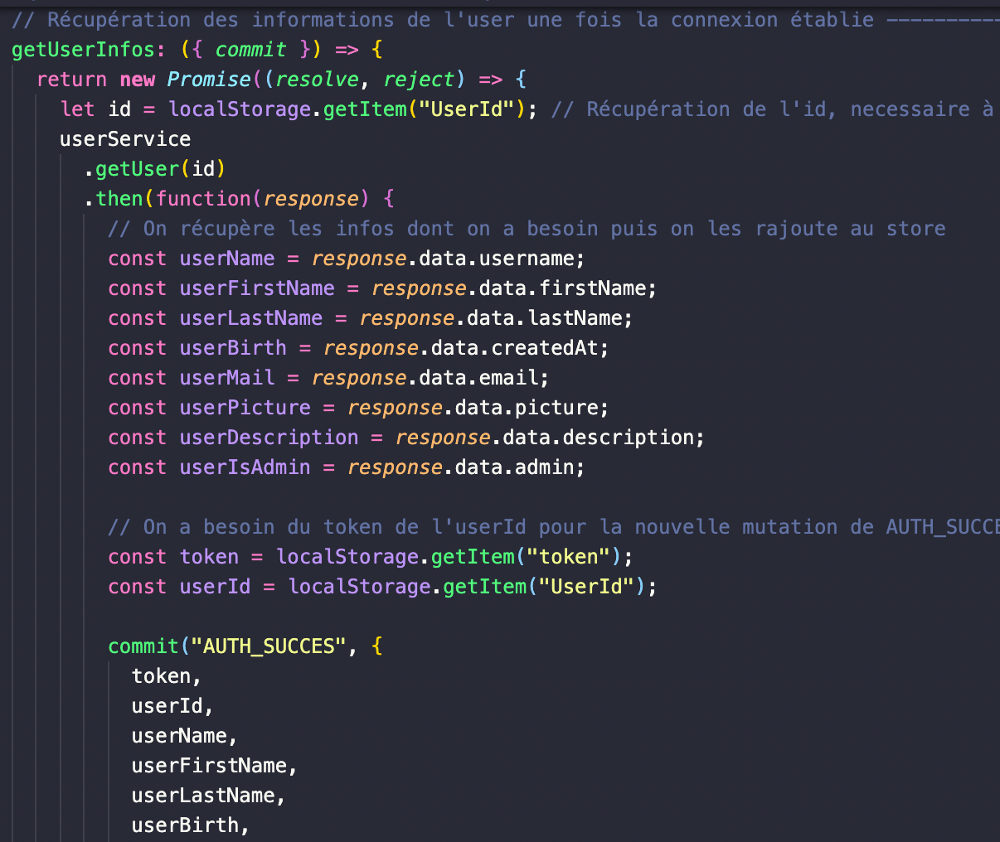 // Récupération des informations de l'user une fois la connexion établie ----------
getUserInfos: ({ commit }) => {
return new Promise((resolve, reject) => {
let id = localStorage.getItem("UserId"); // Récupération de l'id, necessaire à
userService
.getUser(id)
.then(function(response) {
// On récupère les infos dont on a besoin puis on les rajoute au store
const userName = response.data.username;
const userFirstName = response.data.firstName;
const userLastName = response.data.lastName;
const userBirth = response.data.createdAt;
const userMail = response.data.email;
const userPicture = response.data.picture;
const userDescription = response.data.description;
const userIsAdmin = response.data.admin;
// On a besoin du token de l'userId pour la nouvelle mutation de AUTH_SUCCE
const token = localStorage.getItem("token");
const userId = localStorage.getItem("UserId");
commit("AUTH_SUCCES", {
token,
userId,
userName,
userFirstName,
userLastName,
userBirth,